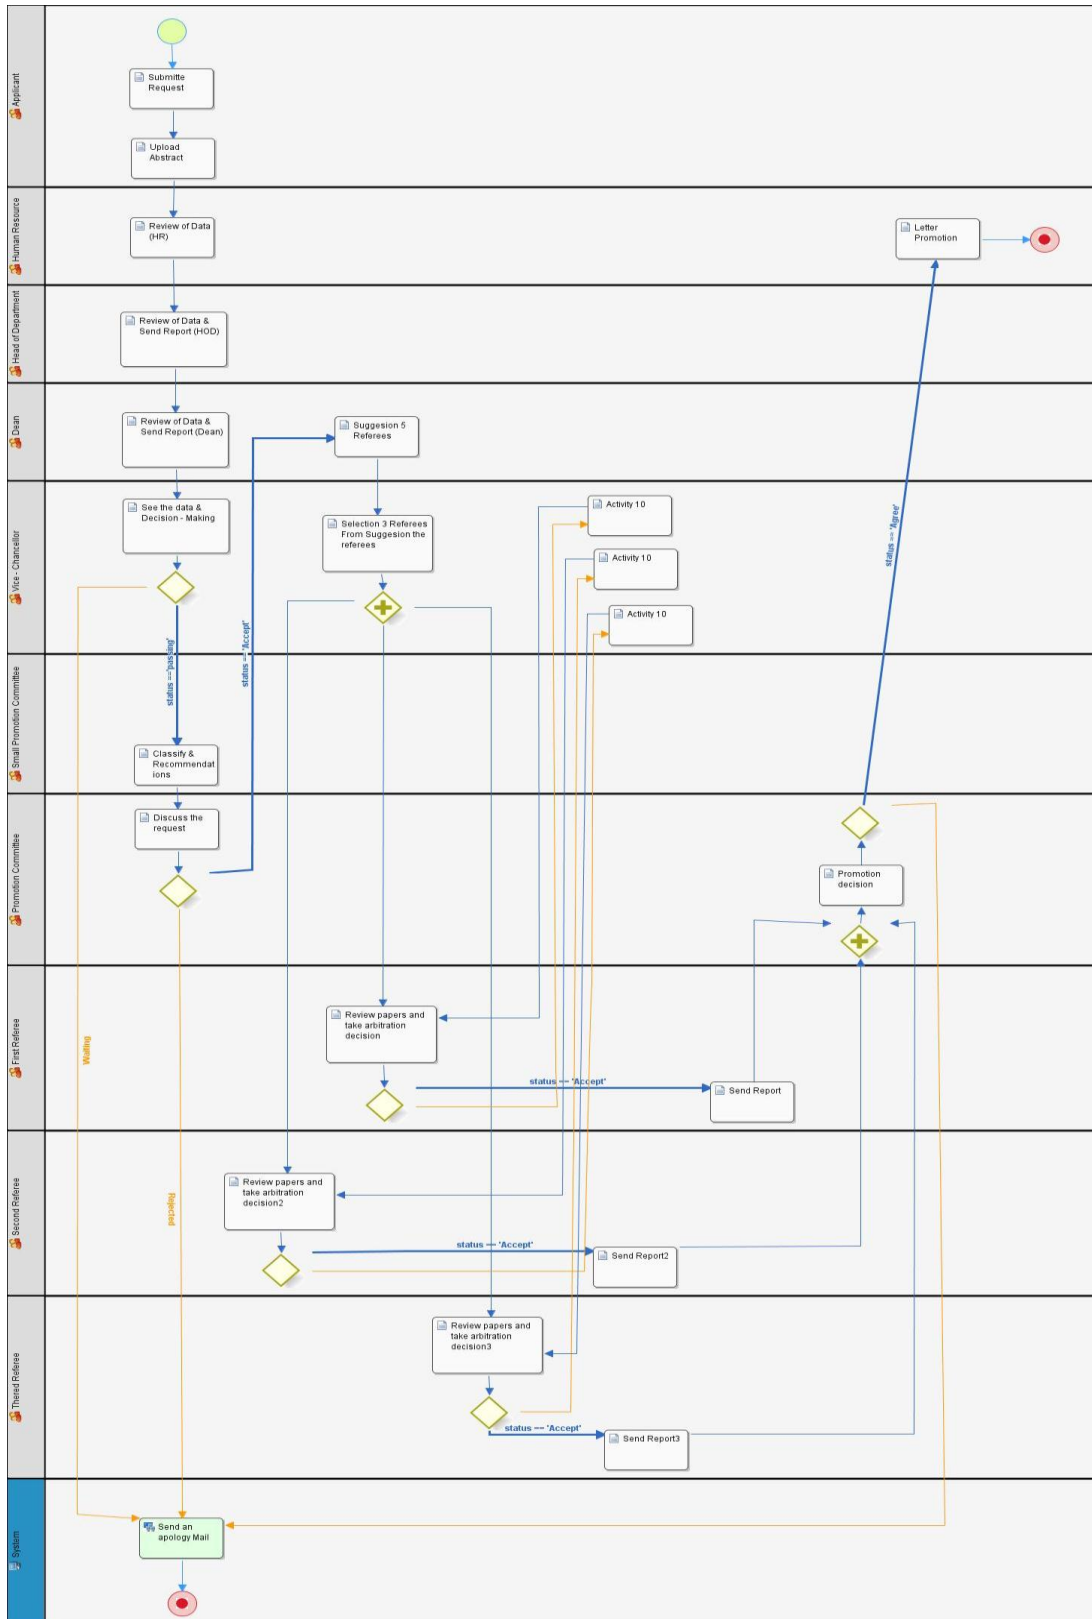 Applicant
Submitte
Request
Upload
Abstract
Human Resource
Review of Data
(HR)
Letter
Promotion
Head of Department
Review of Data &
Send Report (HOD)
Dean
Review of Data &
Send Report (Dean)
Suggesion 5
Referees
Vice - Chancellor
See the data &
Decision - Making
Selection 3 Referees
From Suggesion the
referees
Activity 10
Activity 10
Activity 10
status == 'Agree'
status =='passing'
status == 'Accept'
Small Promotion Committee
Classify &
Recommendat
ions
Promotion Committee
Discuss the
request
Promotion
decision
First Referee
Review papers and
take arbitration
decision
Waiting
status == 'Accept'
Send Report
Second Referee
Review papers and
take arbitration
decision2
Rejected
status == 'Accept'
Send Report2
Thered Referee
Review papers and
take arbitration
decision3
status == 'Accept'
Send Report3
System
Send an
apology Mail